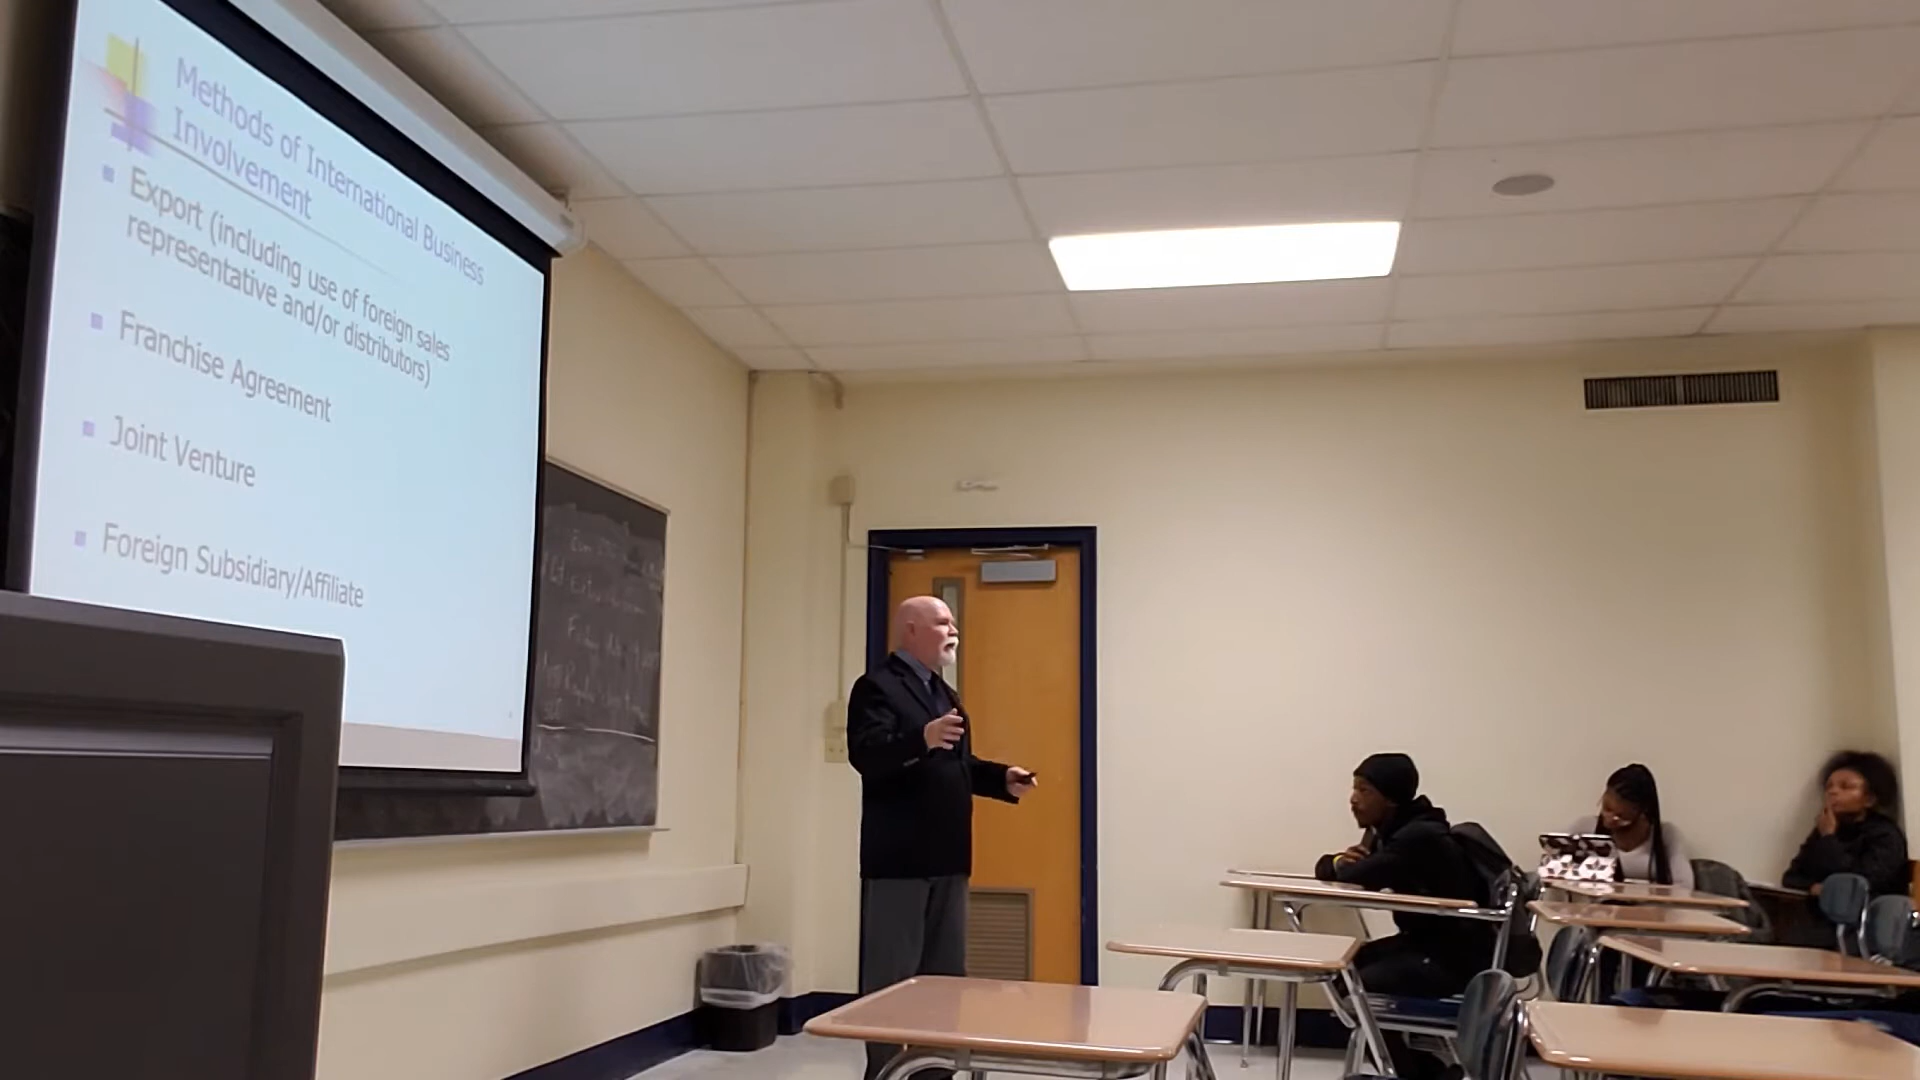 Methods of International Business
Involvement
Export (including use of foreign sales
representative and/or distributors)
Franchise Agreement
Joint Venture
Foreign Subsidiary/Affiliate